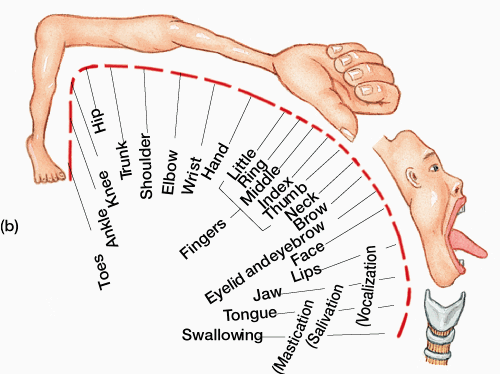 (b)
Toes
Ankle
Knee
Hip
Trunk
Shoulder
Elbow
Wrist
Hand
Fingers
Little
Ring
Middle
Index
Thumb
Neck
Brow
Eyelid and eyebrow
Face
Lips
Jaw
Tongue
Swallowing
(Mastication
(Salivation
(Vocalization